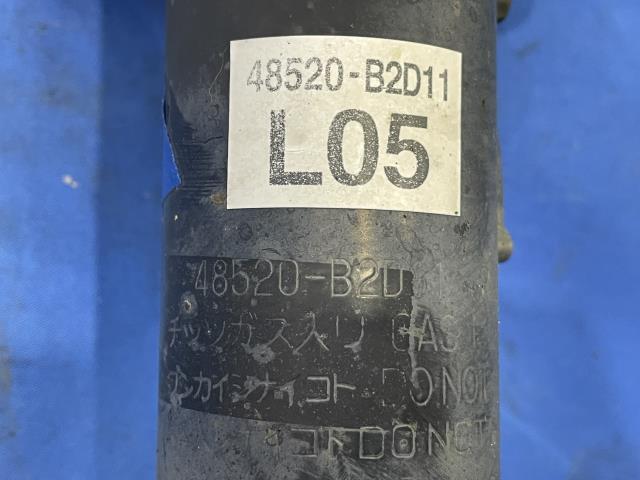 48520-B2D11
L05
48520-B2D
チッソガス入リ GAS
ブンカイシナイコト DO NOT
コト DO NOT